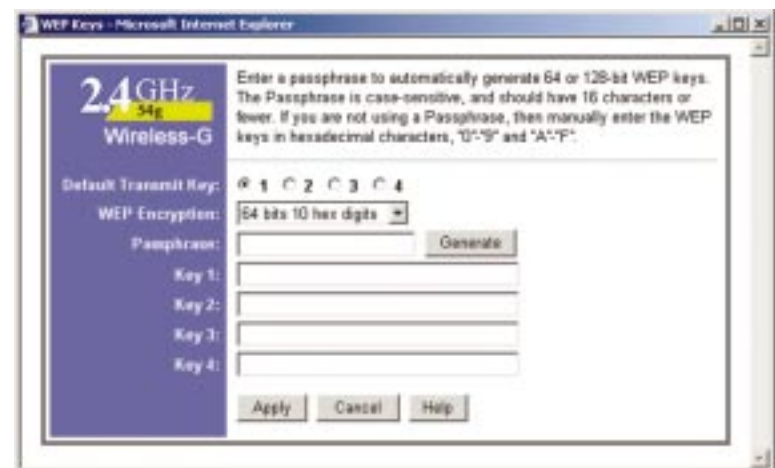 WEP Keys - Microsoft Internet Explorer
2,4 GHz
54g
Wireless-G
Enter a passphrase to automatically generate 64 or 128-bit WEP keys.
The Passphrase is case-sensitive, and should have 16 characters or
fewer. If you are not using a Passphrase, then manually enter the WEP
keys in hexadecimal characters, "0"-"9" and "A"-"F".
Default Transmit Key: 1 2 3 4
WEP Encryption: 64 bits 10 hex digits
Passphrase: Generate
Key 1:
Key 2:
Key 3:
Key 4:
Apply Cancel Help